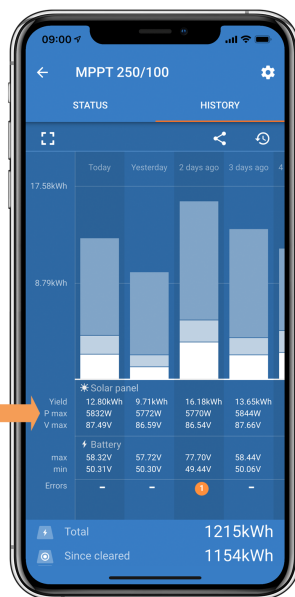 09:00
MPPT 250/100
STATUS HISTORY
Today Yesterday 2 days ago 3 days ago 4
17.58kWh
8.79kWh
Solar panel
Yield 12.80kWh 9.71kWh 16.18kWh 13.65kWh
P max 5832W 5772W 5770W 5844W
V max 87.49V 86.59V 86.54V 87.66V
Battery
max 58.32V 57.72V 77.70V 58.44V
min 50.31V 50.30V 49.44V 50.06V
Errors - - 1 -
Total 1215kWh
Since cleared 1154kWh